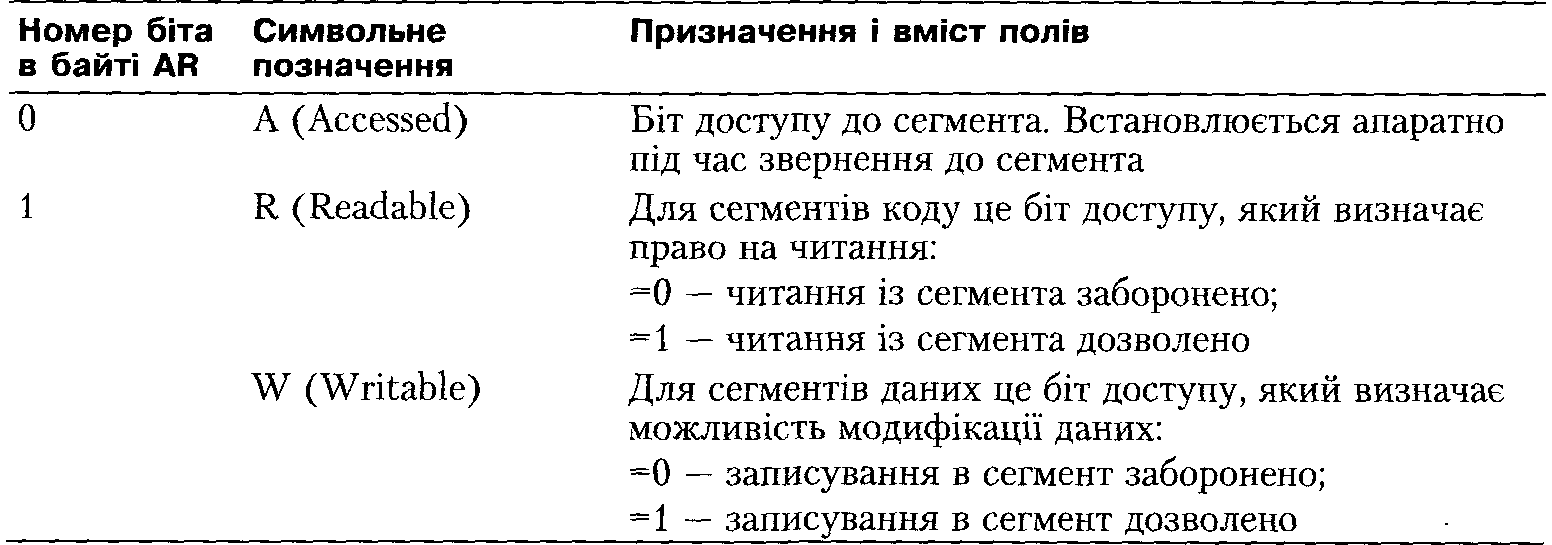 Номер біта Символьне Призначення і вміст полів
в байті AR позначення
0 A (Accessed) Біт доступу до сегмента. Встановлюється апаратно
під час звернення до сегмента
1 R (Readable) Для сегментів коду це біт доступу, який визначає
право на читання:
=0 — читання із сегмента заборонено;
=1 — читання із сегмента дозволено
W (Writable) Для сегментів даних це біт доступу, який визначає
можливість модифікації даних:
=0 — записування в сегмент заборонено;
=1 — записування в сегмент дозволено